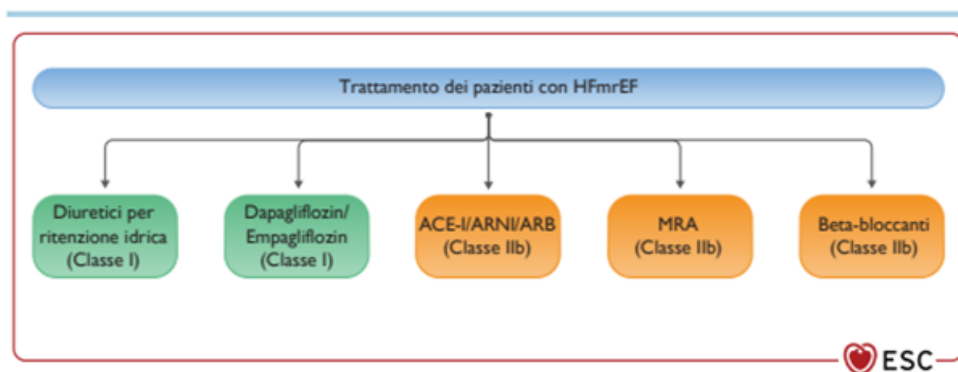 Trattamento dei pazienti con HFmrEF
Diuretici per
ritenzione idrica
(Classe I)
Dapagliflozin/
Empagliflozin
(Classe I)
ACE-I/ARNI/ARB
(Classe IIb)
MRA
(Classe IIb)
Beta-bloccanti
(Classe IIb)
ESC